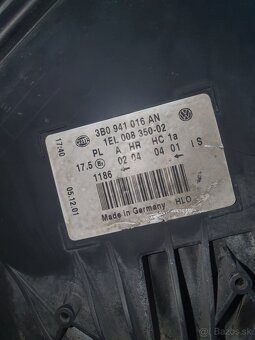 3B0 941 016 AN
1EL 008 350-02
PL A HR HC 1a
17.5 02 04 04 01 IS
1186
17:40
05.12.01
Made in Germany HLO
bazos.sk